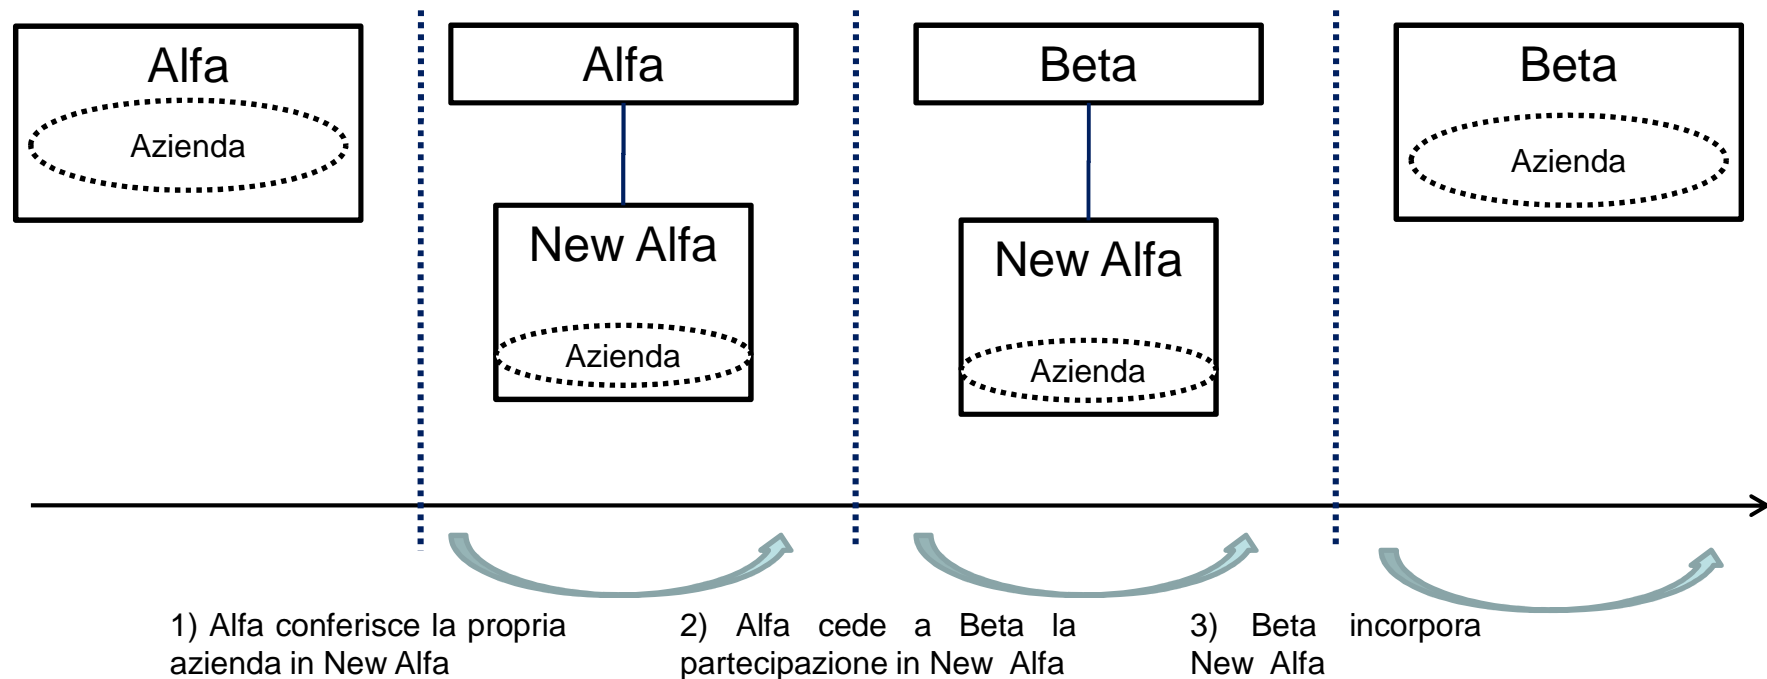 Alfa
Azienda
Alfa
New Alfa
Azienda
Beta
New Alfa
Azienda
Beta
Azienda
1) Alfa conferisce la propria
azienda in New Alfa
2) Alfa cede a Beta la
partecipazione in New Alfa
3) Beta incorpora
New Alfa